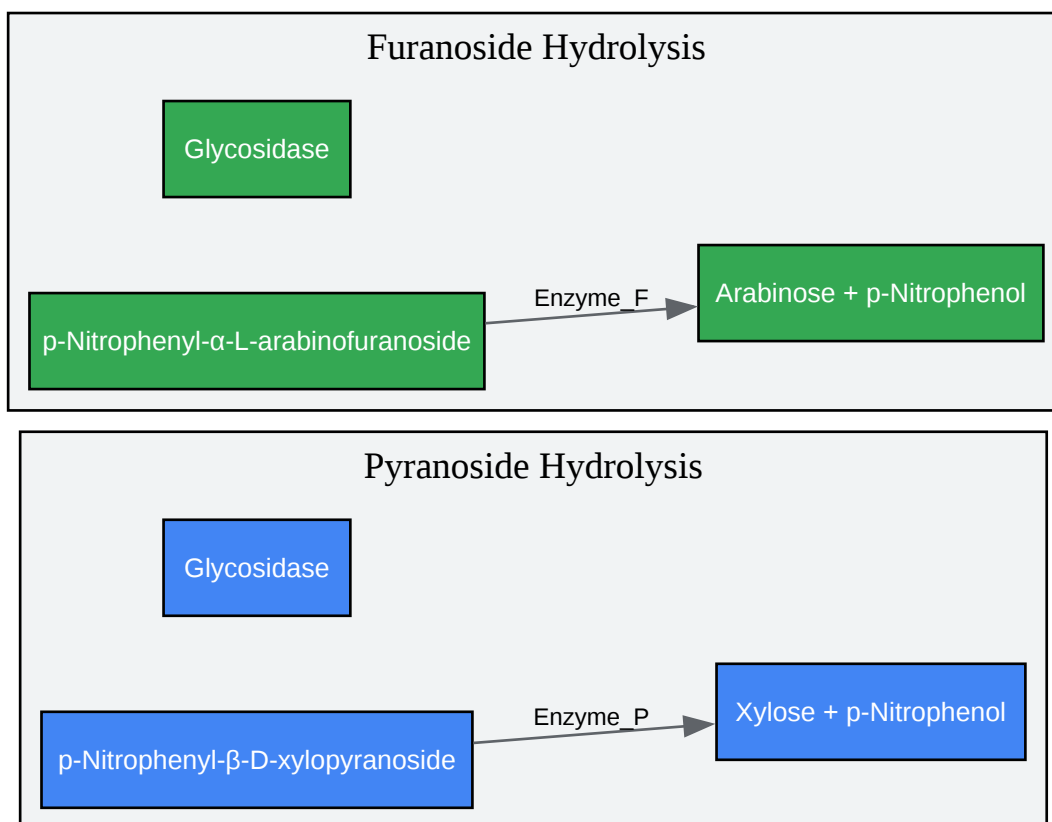 Furanoside Hydrolysis
Glycosidase
p-Nitrophenyl-α-L-arabinofuranoside
Enzyme_F
Arabinose + p-Nitrophenol
Pyranoside Hydrolysis
Glycosidase
p-Nitrophenyl-β-D-xylopyranoside
Enzyme_P
Xylose + p-Nitrophenol